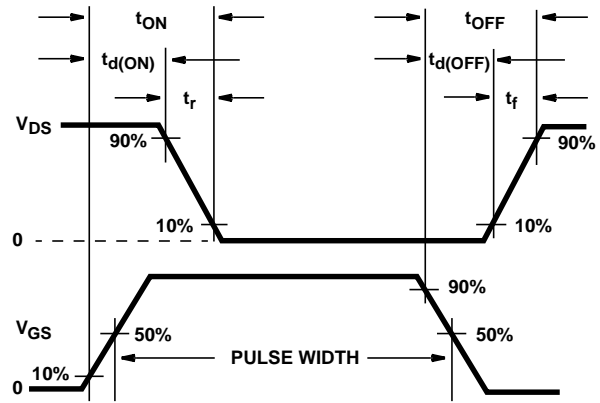 tON tOFF
td(ON) td(OFF)
tr tf
VDS
90% 90%
10% 10%
0
90%
VGS 50% 50%
PULSE WIDTH
10%
0